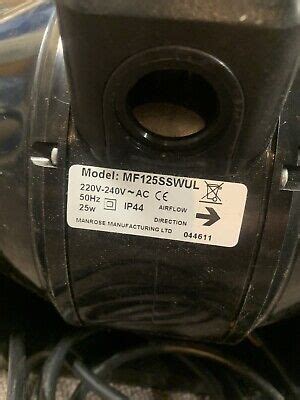 Model: MF125SSWUL
220V-240V ~ AC CE
50Hz
25w IP44 AIRFLOW
DIRECTION
MANROSE MANUFACTURING LTD 044611